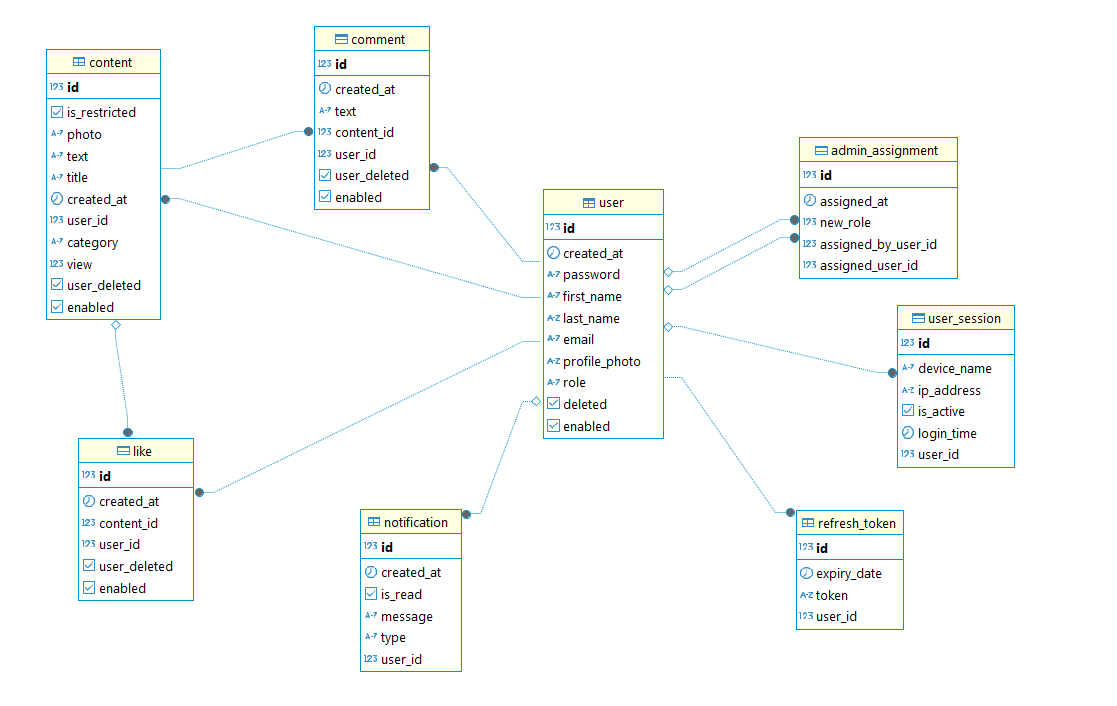 content
123 id
is_restricted
A-Z photo
A-Z text
A-Z title
created_at
123 user_id
123 category
123 view
user_deleted
enabled
comment
123 id
created_at
A-Z text
123 content_id
123 user_id
user_deleted
enabled
user
123 id
created_at
A-Z password
A-Z first_name
A-Z last_name
A-Z email
A-Z profile_photo
A-Z role
deleted
enabled
admin_assignment
123 id
assigned_at
123 new_role
123 assigned_by_user_id
123 assigned_user_id
user_session
123 id
A-Z device_name
A-Z ip_address
is_active
login_time
123 user_id
like
123 id
created_at
123 content_id
123 user_id
user_deleted
enabled
notification
123 id
created_at
is_read
A-Z message
A-Z type
123 user_id
refresh_token
123 id
expiry_date
A-Z token
123 user_id